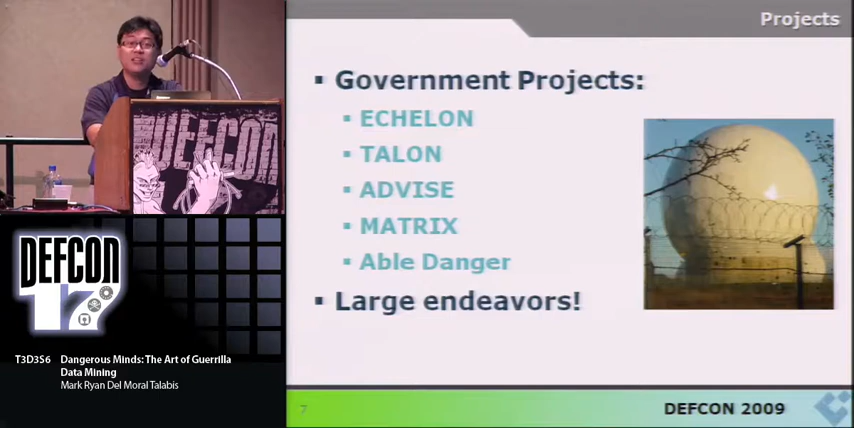 Projects
▪ Government Projects:
▪ ECHELON
▪ TALON
▪ ADVISE
▪ MATRIX
▪ Able Danger
▪ Large endeavors!
7
DEFCON 2009
DEFCON
DEFCON
17
T3D3S6 Dangerous Minds: The Art of Guerrilla
Data Mining
Mark Ryan Del Moral Talabis